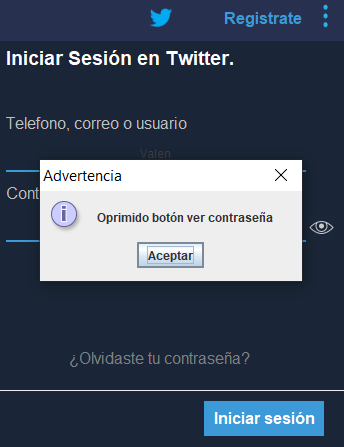 Registrate
Iniciar Sesión en Twitter.
Telefono, correo o usuario
Valen
Cont
Advertencia
Oprimido botón ver contraseña
Aceptar
¿Olvidaste tu contraseña?
Iniciar sesión